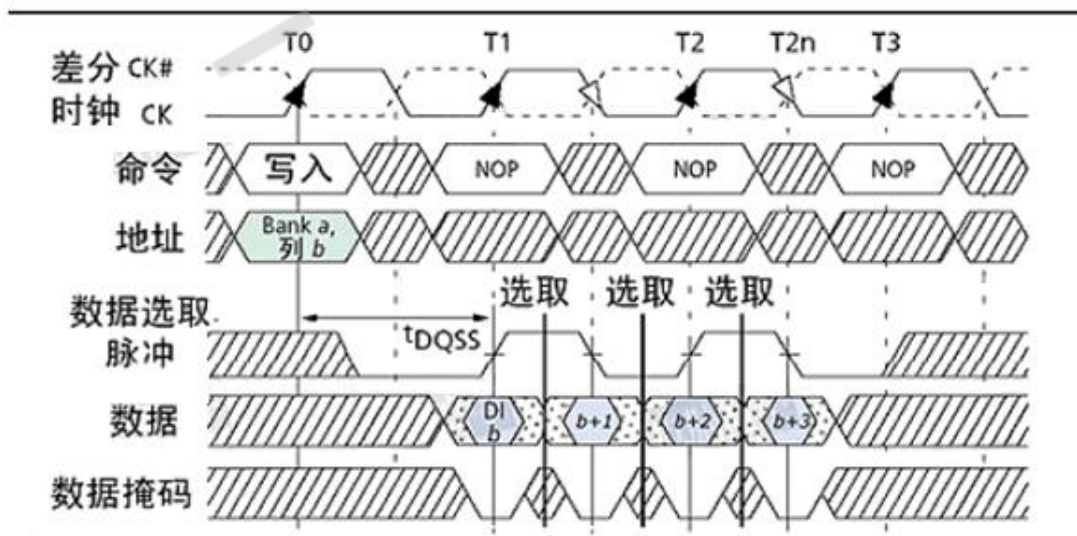 T0 T1 T2 T2n T3
差分 CK#
时钟 CK
命令 写入 NOP NOP NOP
地址 Bank a,
列 b
选取 选取 选取
数据选取
脉冲
tDQSS
数据 DI
b
b+1 b+2 b+3
数据掩码